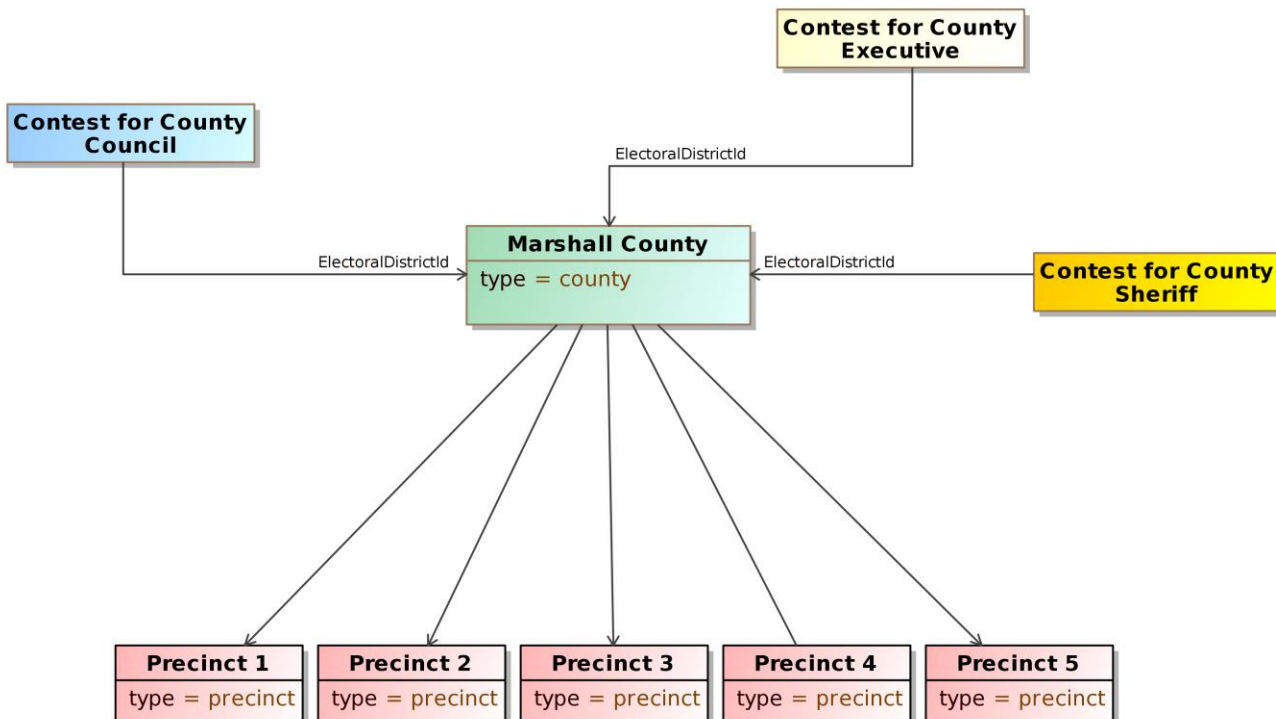 Contest for County
Executive
Contest for County
Council
ElectoralDistrictId
Marshall County
type = county
ElectoralDistrictId
ElectoralDistrictId
Contest for County
Sheriff
Precinct 1
type = precinct
Precinct 2
type = precinct
Precinct 3
type = precinct
Precinct 4
type = precinct
Precinct 5
type = precinct